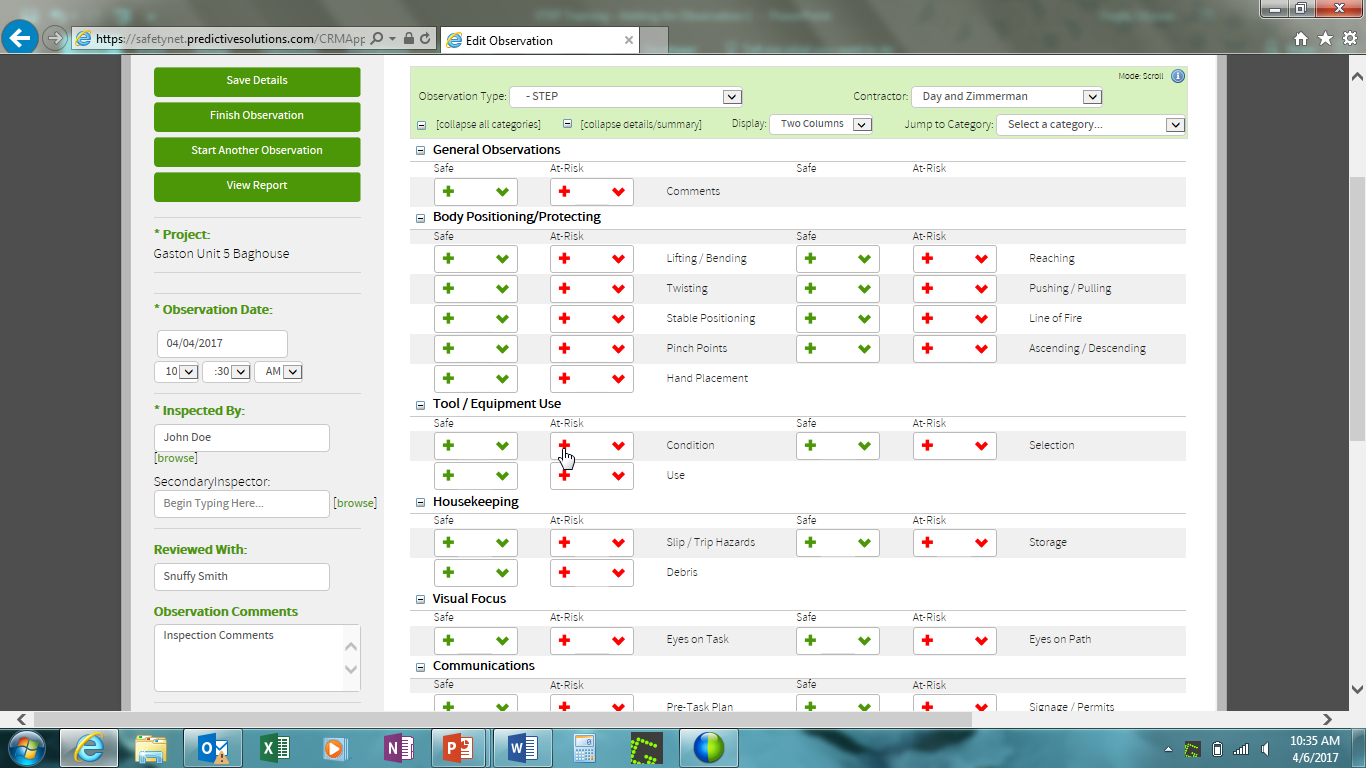 https://safetynet.predictivesolutions.com/CRMApp
Edit Observation
Save Details
Finish Observation
Start Another Observation
View Report
* Project:
Gaston Unit 5 Baghouse
* Observation Date:
04/04/2017
10 :30 AM
* Inspected By:
John Doe
[browse]
SecondaryInspector:
Begin Typing Here... [browse]
Reviewed With:
Snuffy Smith
Observation Comments
Inspection Comments
Mode: Scroll
Observation Type: - STEP Contractor: Day and Zimmerman
[collapse all categories] [collapse details/summary] Display: Two Columns Jump to Category: Select a category...
General Observations
Safe At-Risk Safe At-Risk
Comments
Body Positioning/Protecting
Safe At-Risk Safe At-Risk
Lifting / Bending Reaching
Twisting Pushing / Pulling
Stable Positioning Line of Fire
Pinch Points Ascending / Descending
Hand Placement
Tool / Equipment Use
Safe At-Risk Safe At-Risk
Condition Selection
Use
Housekeeping
Safe At-Risk Safe At-Risk
Slip / Trip Hazards Storage
Debris
Visual Focus
Safe At-Risk Safe At-Risk
Eyes on Task Eyes on Path
Communications
Safe At-Risk Safe At-Risk
Pre-Task Plan Signage / Permits
10:35 AM
4/6/2017